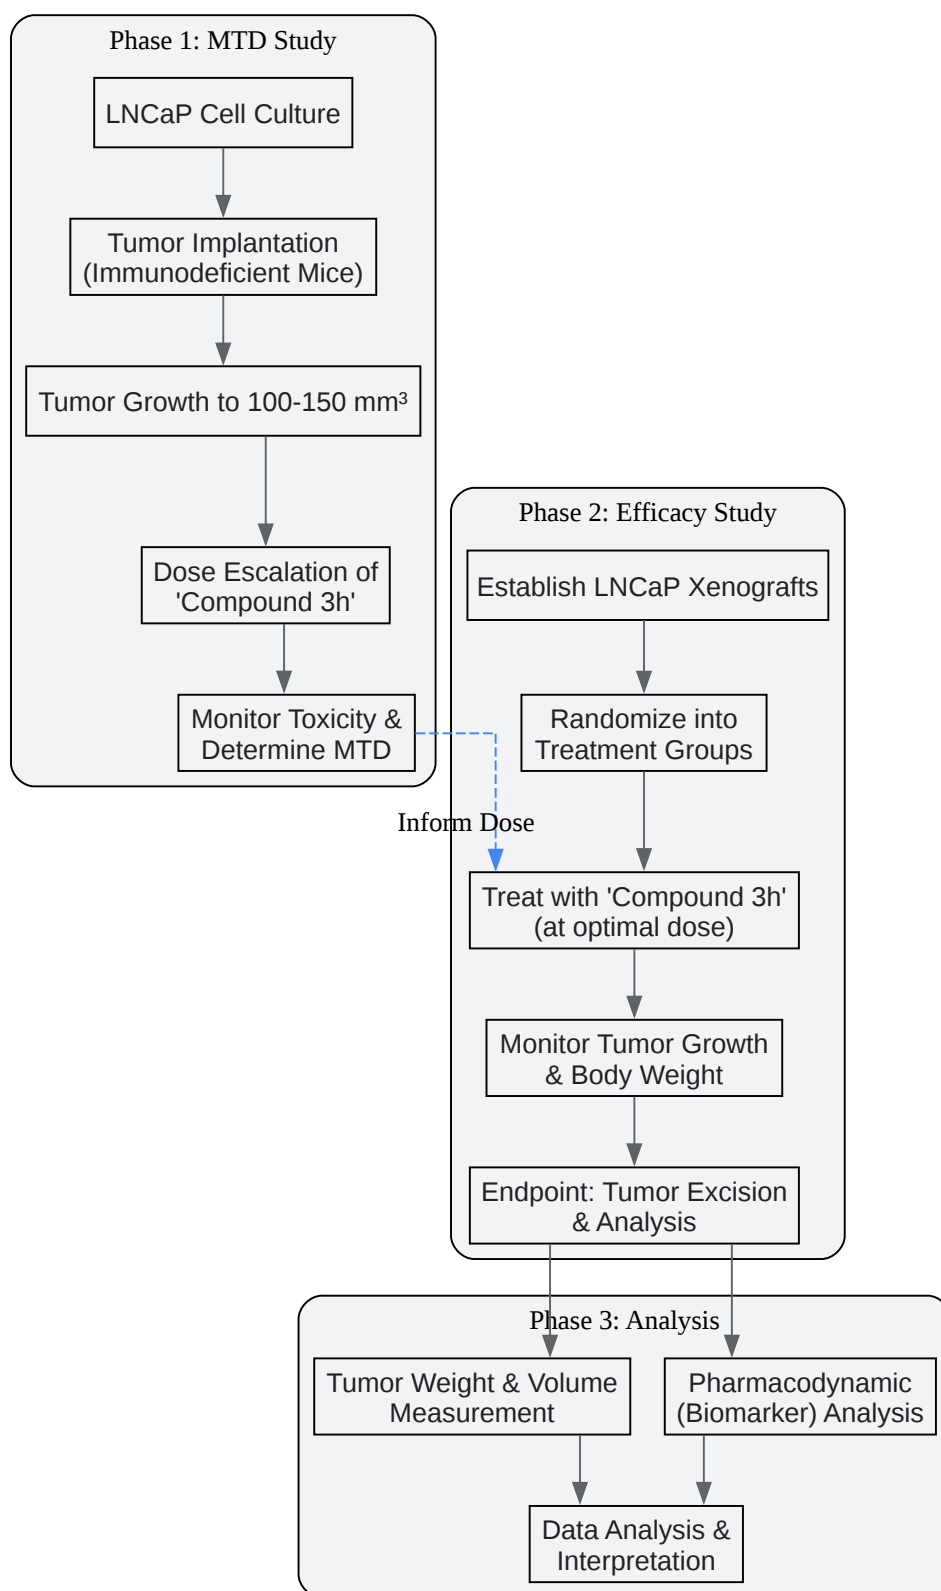 Phase 1: MTD Study
LNCaP Cell Culture
Tumor Implantation
(Immunodeficient Mice)
Tumor Growth to 100-150 mm³
Dose Escalation of
'Compound 3h'
Monitor Toxicity &
Determine MTD
Inform Dose
Phase 2: Efficacy Study
Establish LNCaP Xenografts
Randomize into
Treatment Groups
Treat with 'Compound 3h'
(at optimal dose)
Monitor Tumor Growth
& Body Weight
Endpoint: Tumor Excision
& Analysis
Phase 3: Analysis
Tumor Weight & Volume
Measurement
Pharmacodynamic
(Biomarker) Analysis
Data Analysis &
Interpretation